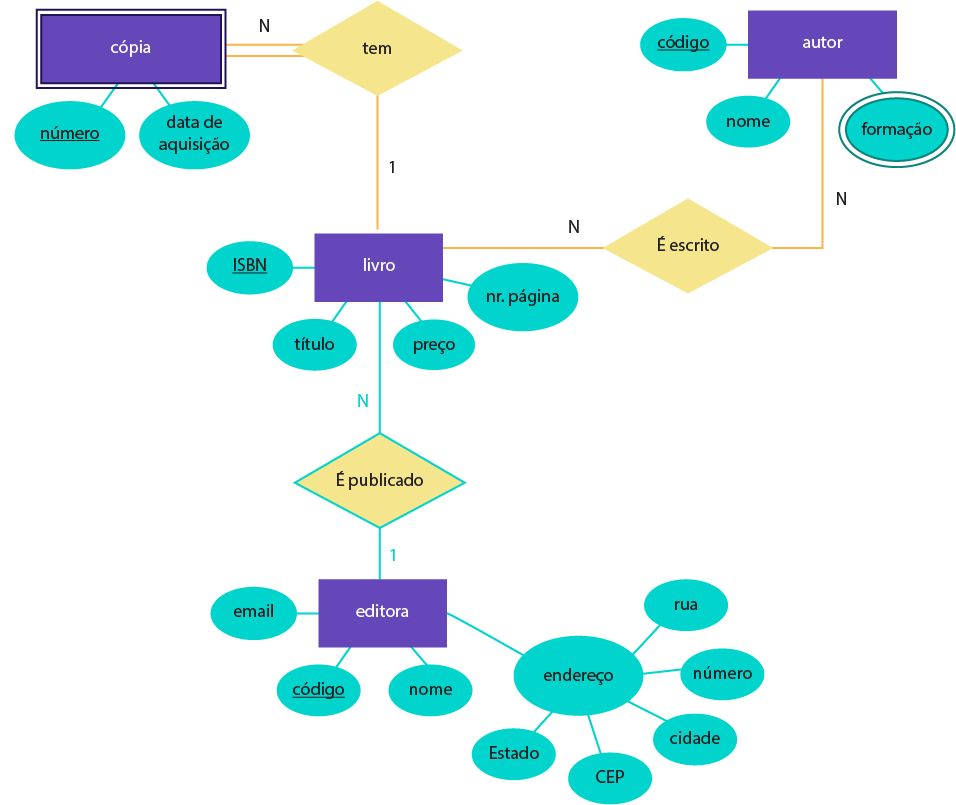 N
cópia
tem
código
autor
número
data de
aquisição
nome
formação
1
N
N
É escrito
ISBN
livro
nr. página
título
preço
N
É publicado
1
email
editora
rua
código
nome
endereço
número
Estado
cidade
CEP